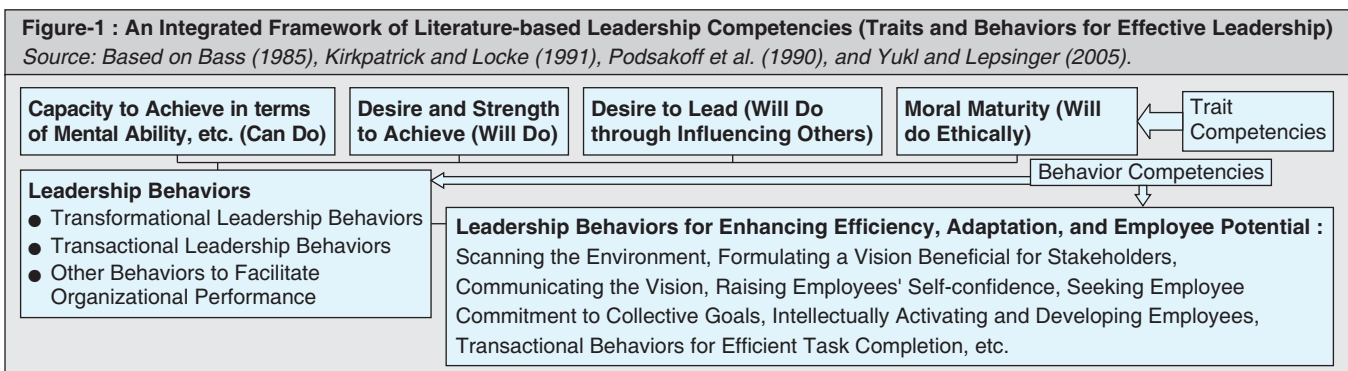 Figure-1 : An Integrated Framework of Literature-based Leadership Competencies (Traits and Behaviors for Effective Leadership)
Source: Based on Bass (1985), Kirkpatrick and Locke (1991), Podsakoff et al. (1990), and Yukl and Lepsinger (2005).
Capacity to Achieve in terms
of Mental Ability, etc. (Can Do)
Desire and Strength
to Achieve (Will Do)
Desire to Lead (Will Do
through Influencing Others)
Moral Maturity (Will
do Ethically)
Trait
Competencies
Behavior Competencies
Leadership Behaviors
● Transformational Leadership Behaviors
● Transactional Leadership Behaviors
● Other Behaviors to Facilitate
Organizational Performance
Leadership Behaviors for Enhancing Efficiency, Adaptation, and Employee Potential :
Scanning the Environment, Formulating a Vision Beneficial for Stakeholders,
Communicating the Vision, Raising Employees' Self-confidence, Seeking Employee
Commitment to Collective Goals, Intellectually Activating and Developing Employees,
Transactional Behaviors for Efficient Task Completion, etc.